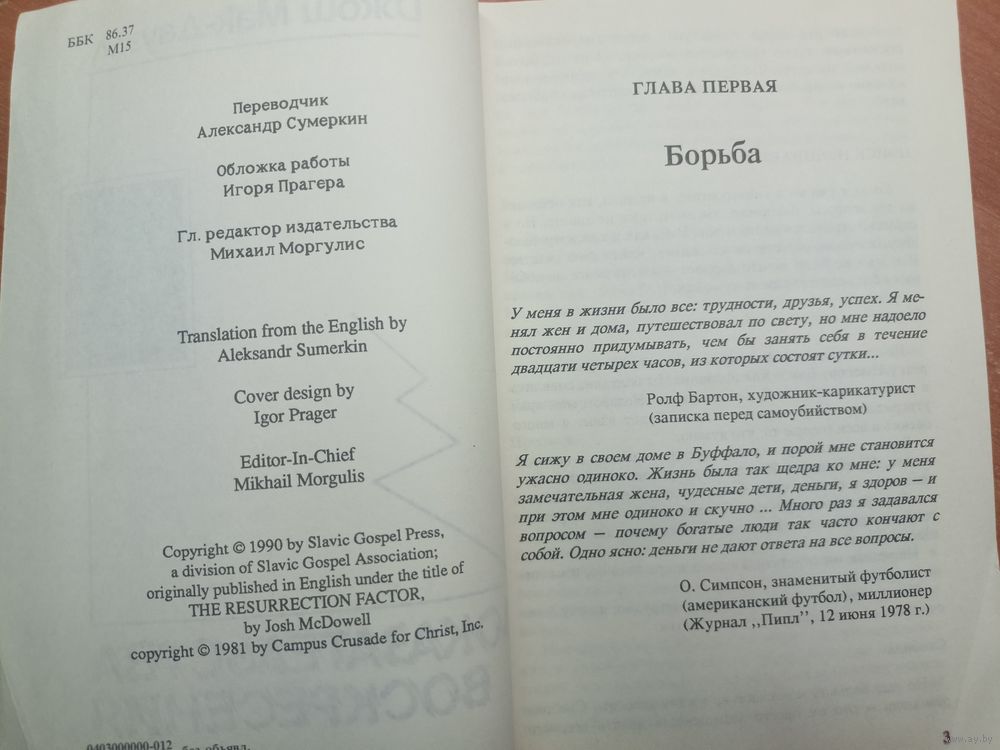 ББК 86.37
М15
Переводчик
Александр Сумеркин
Обложка работы
Игоря Прагера
Гл. редактор издательства
Михаил Моргулис
Translation from the English by
Aleksandr Sumerkin
Cover design by
Igor Prager
Editor-In-Chief
Mikhail Morgulis
Copyright © 1990 by Slavic Gospel Press,
a division of Slavic Gospel Association;
originally published in English under the title of
THE RESURRECTION FACTOR,
by Josh McDowell
copyright © 1981 by Campus Crusade for Christ, Inc.
0403000000-012 без объявл.
ГЛАВА ПЕРВАЯ
Борьба
У меня в жизни было все: трудности, друзья, успех. Я ме-
нял жен и дома, путешествовал по свету, но мне надоело
постоянно придумывать, чем бы занять себя в течение
двадцати четырех часов, из которых состоят сутки...
Ролф Бартон, художник-карикатурист
(записка перед самоубийством)
Я сижу в своем доме в Буффало, и порой мне становится
ужасно одиноко. Жизнь была так щедра ко мне: у меня
замечательная жена, чудесные дети, деньги, я здоров — и
при этом мне одиноко и скучно ... Много раз я задавался
вопросом — почему богатые люди так часто кончают с
собой. Одно ясно: деньги не дают ответа на все вопросы.
О. Симпсон, знаменитый футболист
(американский футбол), миллионер
(Журнал ,,Пипл'', 12 июня 1978 г.)
3
www.ay.by